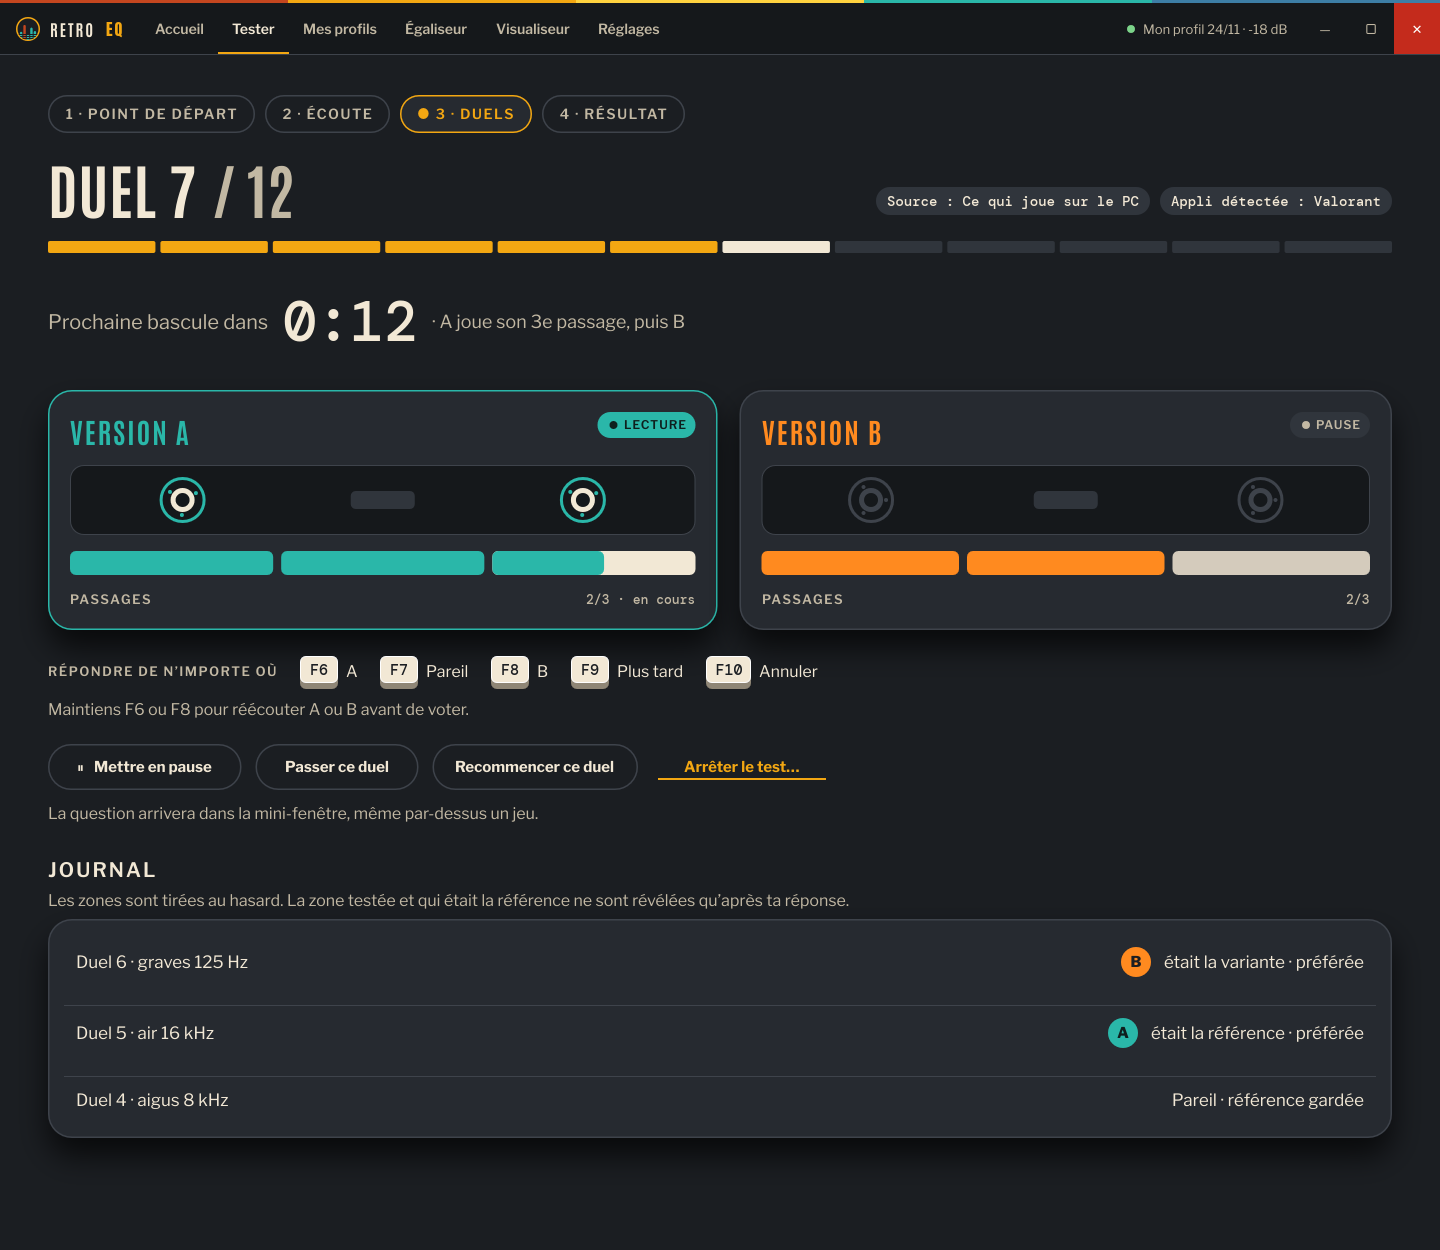 RETRO EQ Accueil Tester Mes profils Égaliseur Visualiseur Réglages Mon profil 24/11 · -18 dB
1 · POINT DE DÉPART 2 · ÉCOUTE 3 · DUELS 4 · RÉSULTAT
DUEL 7 / 12
Source : Ce qui joue sur le PC Appli détectée : Valorant
Prochaine bascule dans 0:12 · A joue son 3e passage, puis B
VERSION A LECTURE
PASSAGES 2/3 · en cours
VERSION B PAUSE
PASSAGES 2/3
RÉPONDRE DE N'IMPORTE OÙ F6 A F7 Pareil F8 B F9 Plus tard F10 Annuler
Maintiens F6 ou F8 pour réécouter A ou B avant de voter.
Mettre en pause Passer ce duel Recommencer ce duel Arrêter le test…
La question arrivera dans la mini-fenêtre, même par-dessus un jeu.
JOURNAL
Les zones sont tirées au hasard. La zone testée et qui était la référence ne sont révélées qu'après ta réponse.
Duel 6 · graves 125 Hz B était la variante · préférée
Duel 5 · air 16 kHz A était la référence · préférée
Duel 4 · aigus 8 kHz Pareil · référence gardée